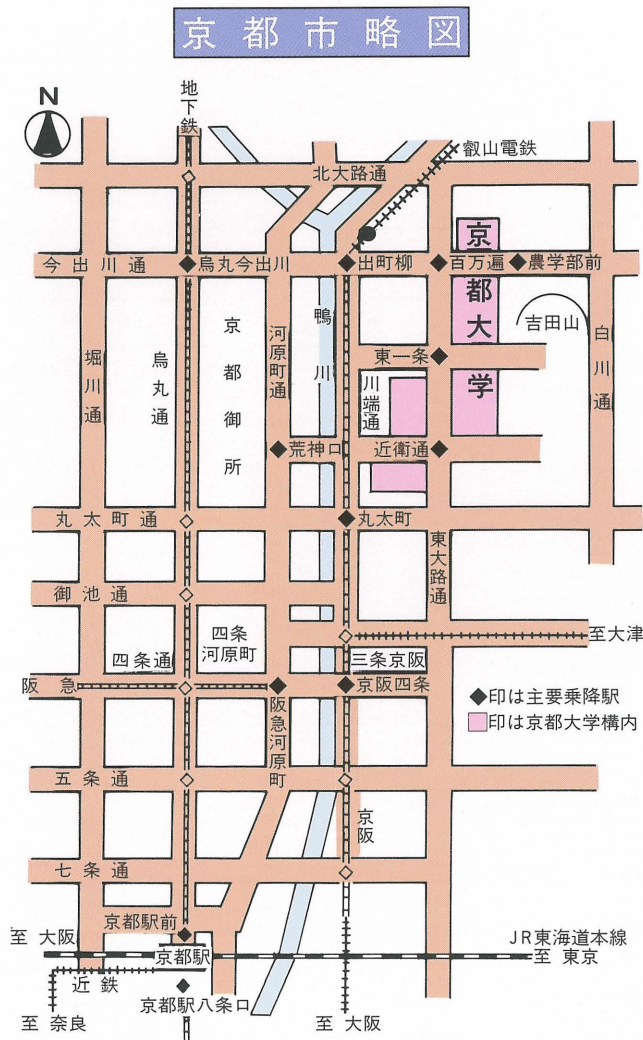 京都市略図
N
地下鉄
叡山電鉄
北大路通
今出川通
烏丸今出川
出町柳
百万遍
農学部前
京都大学
吉田山
白川通
堀川通
烏丸通
京都御所
河原町通
鴨川
川端通
東一条
荒神口
近衛通
丸太町通
丸太町
東大路通
御池通
四条
河原町
四条通
至大津
三条京阪
阪急
京阪四条
◆印は主要乗降駅
印は京都大学構内
阪急河原町
五条通
京阪
七条通
京都駅前
至 大阪
京都駅
JR東海道本線
至 東京
近鉄
京都駅八条口
至 奈良
至 大阪